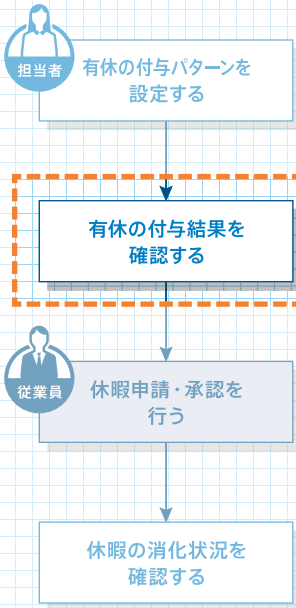 担当者
有休の付与パターンを
設定する
有休の付与結果を
確認する
従業員
休暇申請・承認を
行う
休暇の消化状況を
確認する